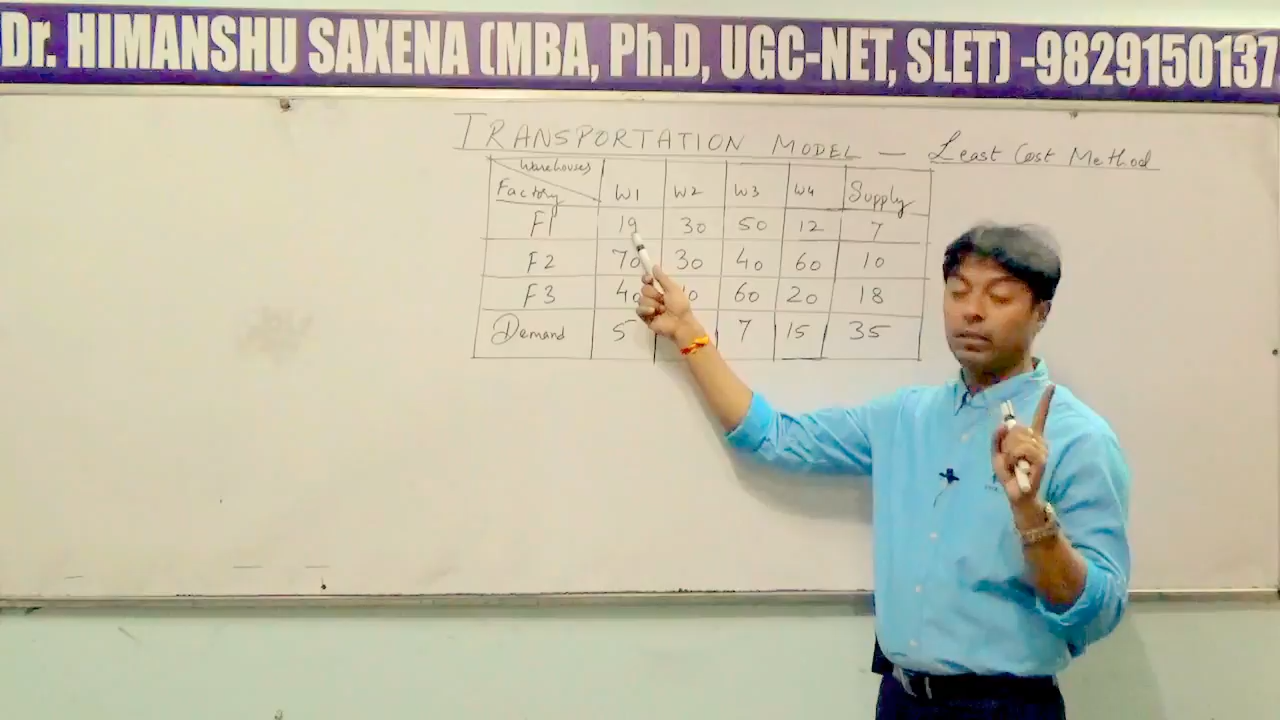 Dr. HIMANSHU SAXENA (MBA, Ph.D, UGC-NET, SLET) -9829150137
TRANSPORTATION MODEL — Least Cost Method
Warehouses
Factory W1 W2 W3 W4 Supply
F1 19 30 50 12 7
F2 70 30 40 60 10
F3 40 60 20 18
Demand 5 7 15 35